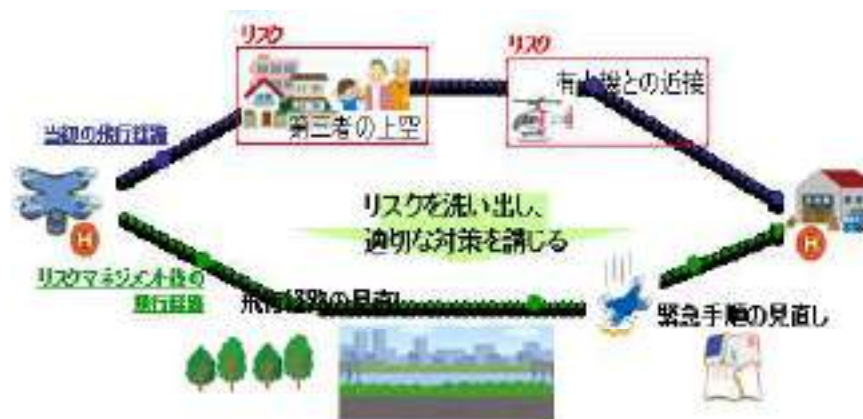 リスク
リスク
有人機との近接
第三者の上空
当初の飛行経路
H
リスクを洗い出し、
適切な対策を講じる
H
リスクマネジメント後の
飛行経路
飛行経路の見直し
緊急手順の見直し